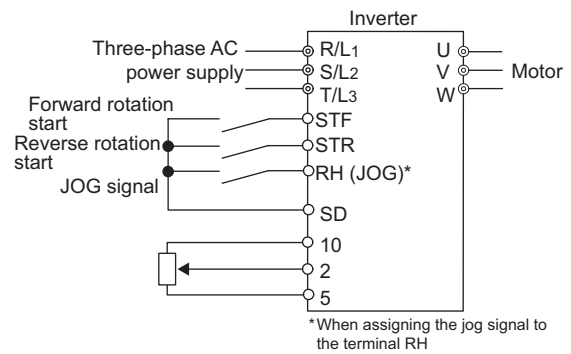 Inverter
Three-phase AC
power supply
R/L1
S/L2
T/L3
U
V
W
Motor
Forward rotation
start
STF
Reverse rotation
start
STR
JOG signal
RH (JOG)*
SD
10
2
5
*When assigning the jog signal to
the terminal RH